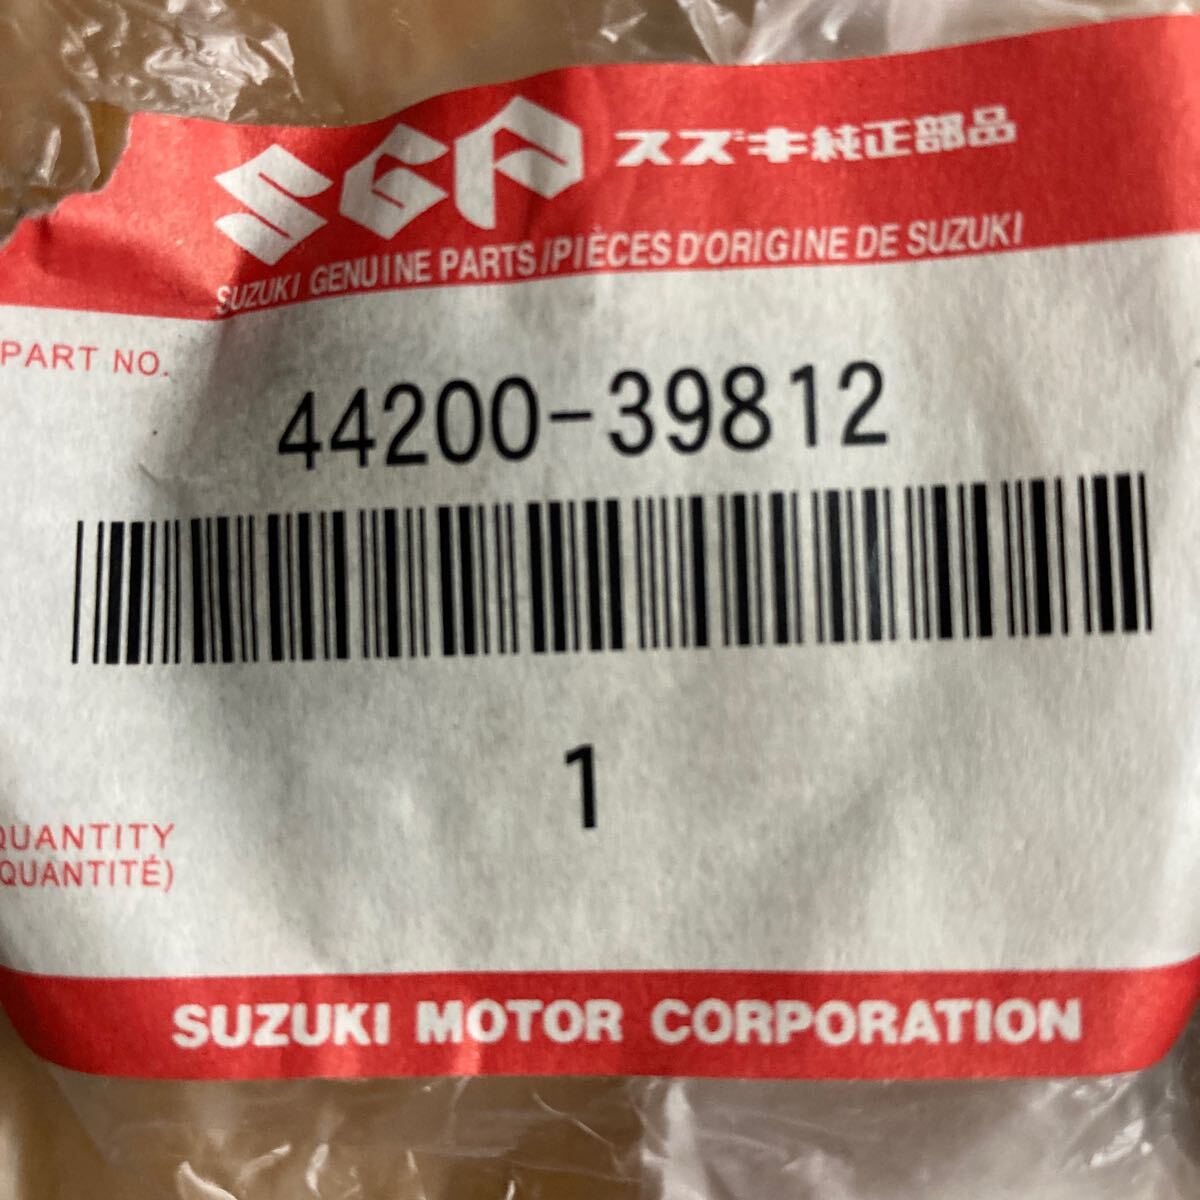 SGP スズキ純正部品
SUZUKI GENUINE PARTS/PIÈCES D'ORIGINE DE SUZUKI
PART NO.
44200-39812
1
QUANTITY
(QUANTITÉ)
SUZUKI MOTOR CORPORATION